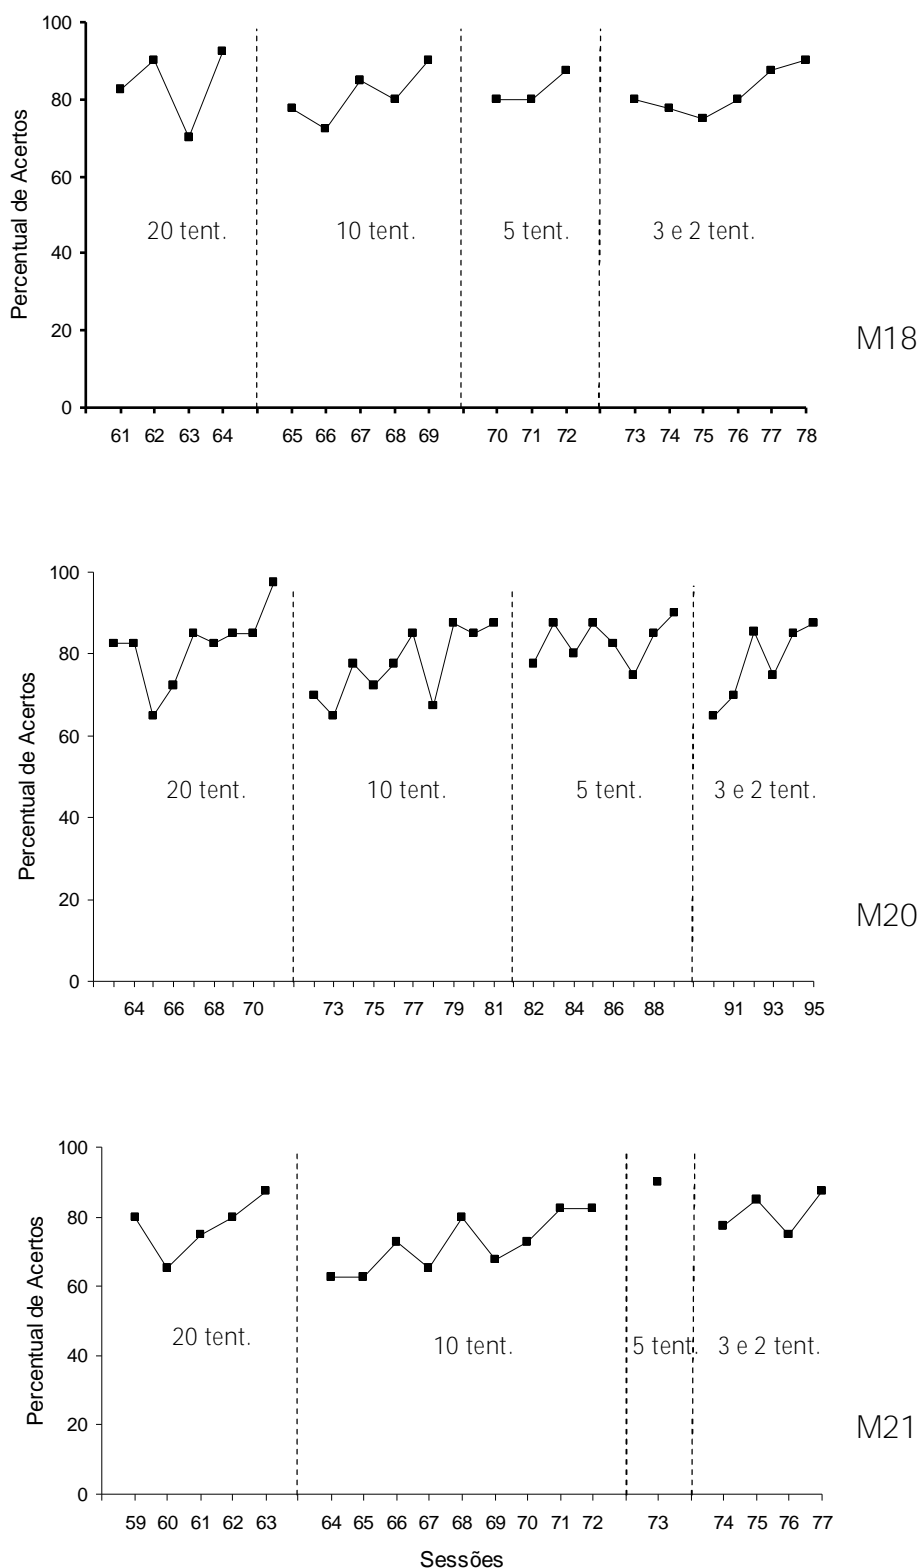 Percentual de Acertos
100
80
60
40
20
0
20 tent.
10 tent.
5 tent.
3 e 2 tent.
61 62 63 64 65 66 67 68 69 70 71 72 73 74 75 76 77 78
M18
Percentual de Acertos
100
80
60
40
20
0
20 tent.
10 tent.
5 tent.
3 e 2 tent.
64 66 68 70 73 75 77 79 81 82 84 86 88 91 93 95
M20
Percentual de Acertos
100
80
60
40
20
0
20 tent.
10 tent.
5 tent.
3 e 2 tent.
59 60 61 62 63 64 65 66 67 68 69 70 71 72 73 74 75 76 77
M21
Sessões